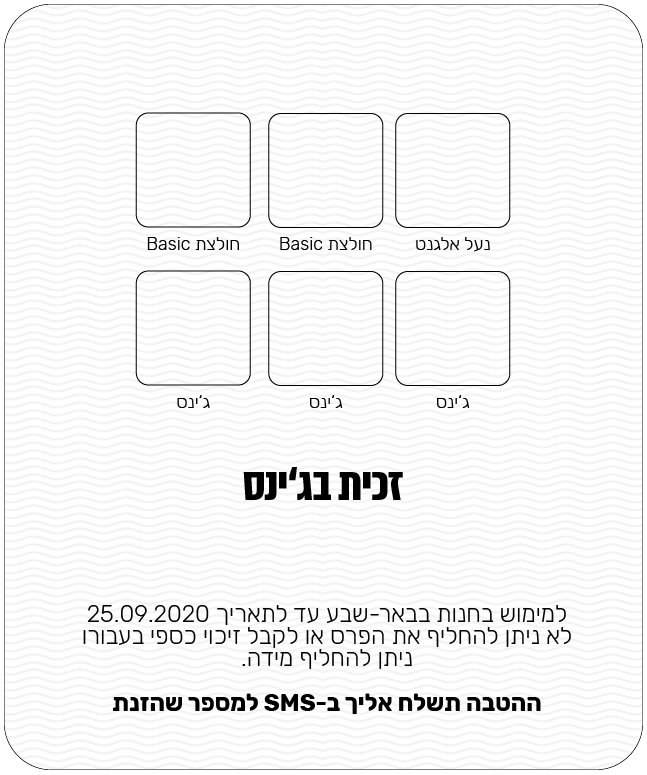 נעל אלגנט
חולצת Basic
חולצת Basic
ג'ינס
ג'ינס
ג'ינס
זכית בג'ינס
למימוש בחנות בבאר-שבע עד לתאריך 25.09.2020
לא ניתן להחליף את הפרס או לקבל זיכוי כספי בעבורו
ניתן להחליף מידה.
ההטבה תשלח אליך ב-SMS למספר שהזנת